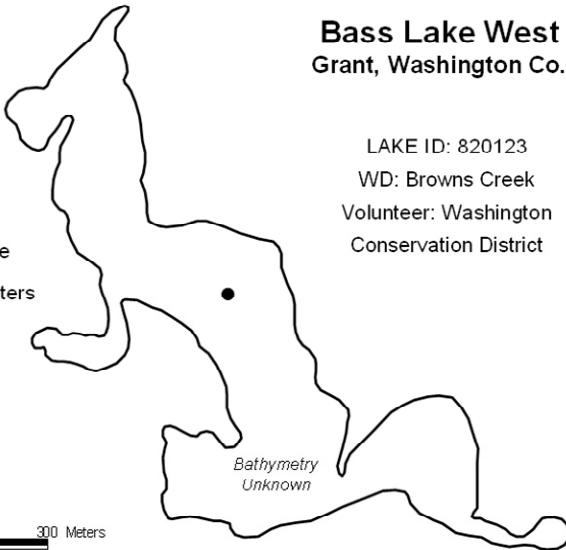 Bass Lake West
Grant, Washington Co.
LAKE ID: 820123
WD: Browns Creek
Volunteer: Washington
Conservation District
Bathymetry
Unknown
300 Meters